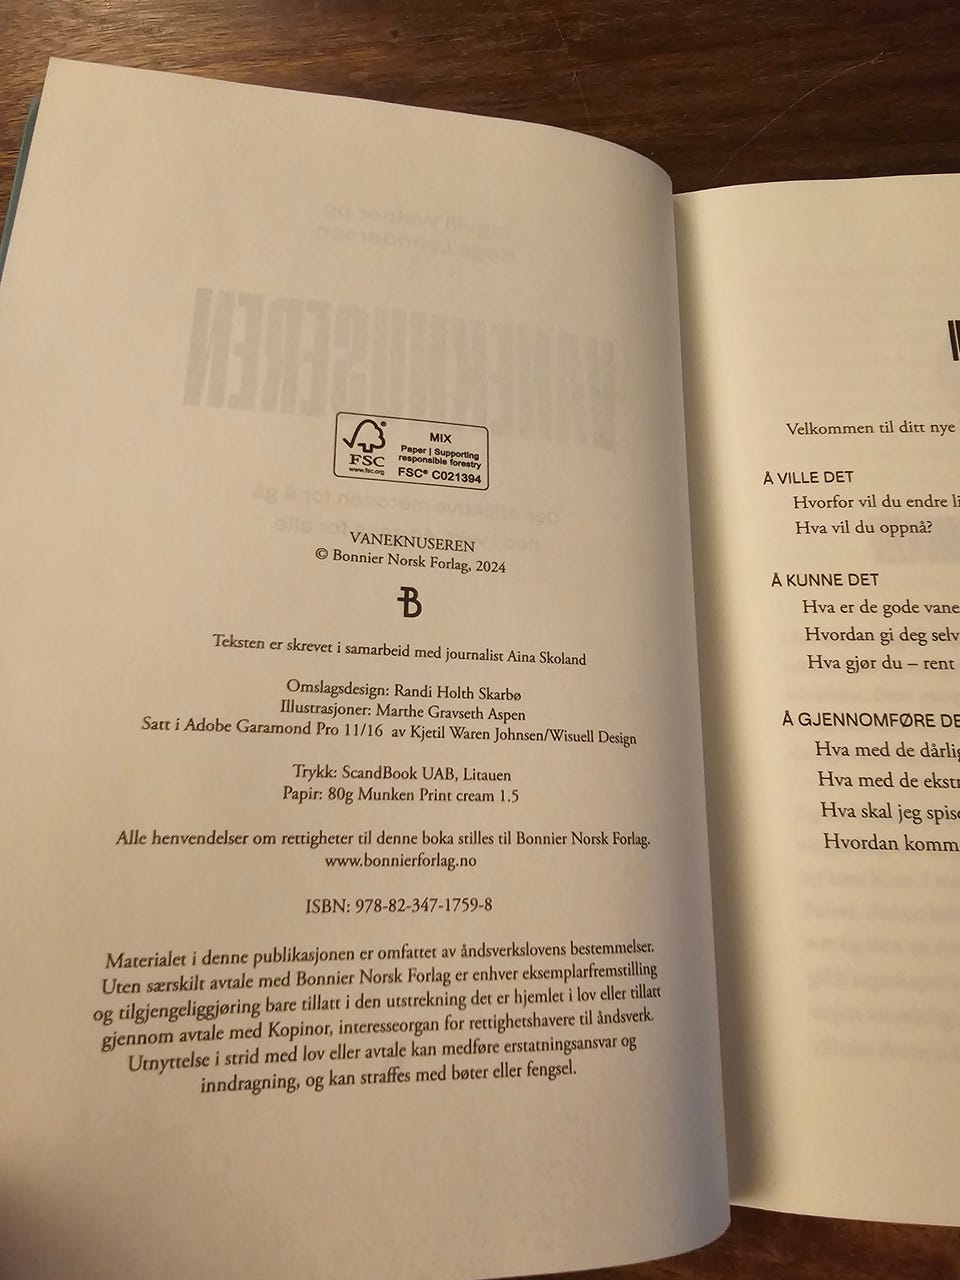 MIX
Paper | Supporting
responsible forestry
FSC® C021394
FSC
www.fsc.org
VANEKNUSEREN
© Bonnier Norsk Forlag, 2024
B
Teksten er skrevet i samarbeid med journalist Aina Skoland
Omslagsdesign: Randi Holth Skarbø
Illustrasjoner: Marthe Gravseth Aspen
Satt i Adobe Garamond Pro 11/16 av Kjetil Waren Johnsen/Wisuell Design
Trykk: ScandBook UAB, Litauen
Papir: 80g Munken Print cream 1.5
Alle henvendelser om rettigheter til denne boka stilles til Bonnier Norsk Forlag.
www.bonnierforlag.no
ISBN: 978-82-347-1759-8
Materialet i denne publikasjonen er omfattet av åndsverkslovens bestemmelser.
Uten særskilt avtale med Bonnier Norsk Forlag er enhver eksemplarfremstilling
og tilgjengeliggjøring bare tillatt i den utstrekning det er hjemlet i lov eller tillatt
gjennom avtale med Kopinor, interesseorgan for rettighetshavere til åndsverk.
Utnyttelse i strid med lov eller avtale kan medføre erstatningsansvar og
inndragning, og kan straffes med bøter eller fengsel.
Velkommen til ditt nye
Å VILLE DET
Hvorfor vil du endre li
Hva vil du oppnå?
Å KUNNE DET
Hva er de gode vane
Hvordan gi deg selv
Hva gjør du – rent
Å GJENNOMFØRE DE
Hva med de dårlig
Hva med de ekstr
Hva skal jeg spise
Hvordan komm